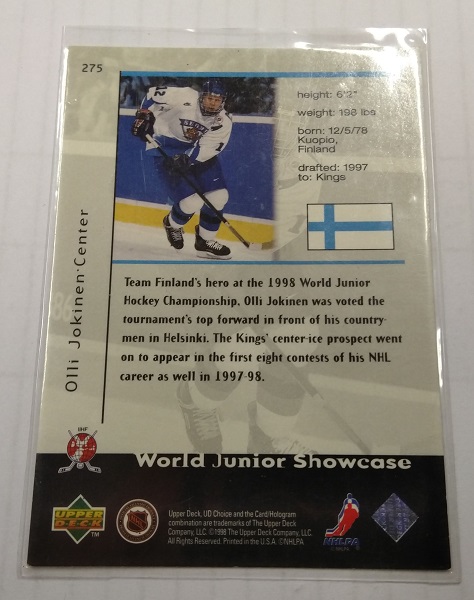 275
height: 6'2"
weight: 198 lbs
born: 12/5/78
Kuopio,
Finland
drafted: 1997
to: Kings
12
SUOMI
Olli Jokinen·Center
Team Finland's hero at the 1998 World Junior
Hockey Championship, Olli Jokinen was voted the
tournament's top forward in front of his country-
men in Helsinki. The Kings' center-ice prospect went
on to appear in the first eight contests of his NHL
career as well in 1997-98.
IIHF
World Junior Showcase
UPPER
DECK
TM
NHL
Upper Deck, UD Choice and the Card/Hologram
combination are trademarks of The Upper Deck
Company, LLC. ©1998 The Upper Deck Company, LLC.
All Rights Reserved. Printed in the U.S.A. ©NHLPA
NHLPA